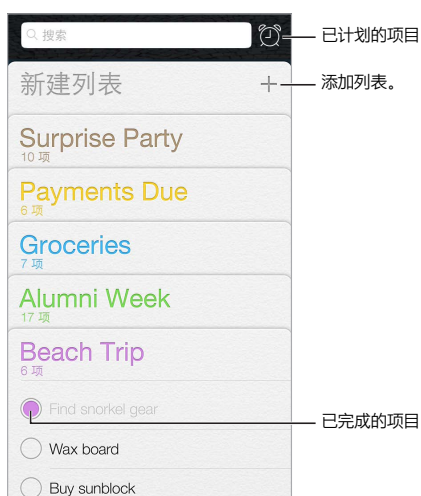 搜索
已计划的项目
新建列表
添加列表。
Surprise Party
10 项
Payments Due
6 项
Groceries
7 项
Alumni Week
17 项
Beach Trip
6 项
Find snorkel gear
已完成的项目
Wax board
Buy sunblock